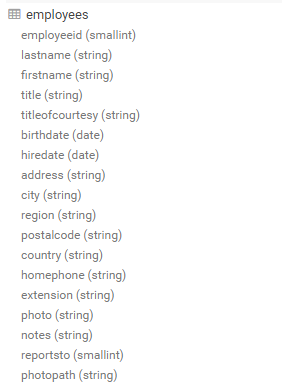 employees
employeeid (smallint)
lastname (string)
firstname (string)
title (string)
titleofcourtesy (string)
birthdate (date)
hiredate (date)
address (string)
city (string)
region (string)
postalcode (string)
country (string)
homephone (string)
extension (string)
photo (string)
notes (string)
reportsto (smallint)
photopath (string)